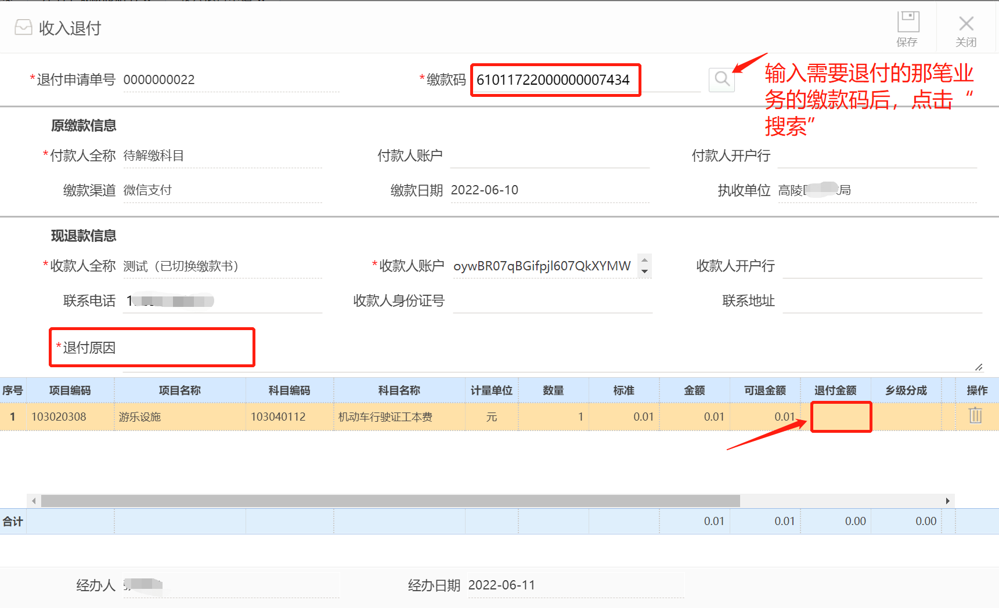 收入退付
保存
关闭
*退付申请单号 0000000022
*缴款码 61011722000000007434
输入需要退付的那笔业
务的缴款码后，点击“
搜索”
原缴款信息
*付款人全称 待解缴科目 付款人账户 付款人开户行
缴款渠道 微信支付 缴款日期 2022-06-10 执收单位 高陵 局
现退款信息
*收款人全称 测试（已切换缴款书） *收款人账户 oywBR07qBGifpjl607QkXYMW 收款人开户行
联系电话 1 收款人身份证号 联系地址
*退付原因
序号 项目编码 项目名称 科目编码 科目名称 计量单位 数量 标准 金额 可退金额 退付金额 乡级分成 操作
1 103020308 游乐设施 103040112 机动车行驶证工本费 元 1 0.01 0.01 0.01
合计 0.01 0.01 0.00 0.00
经办人 经办日期 2022-06-11